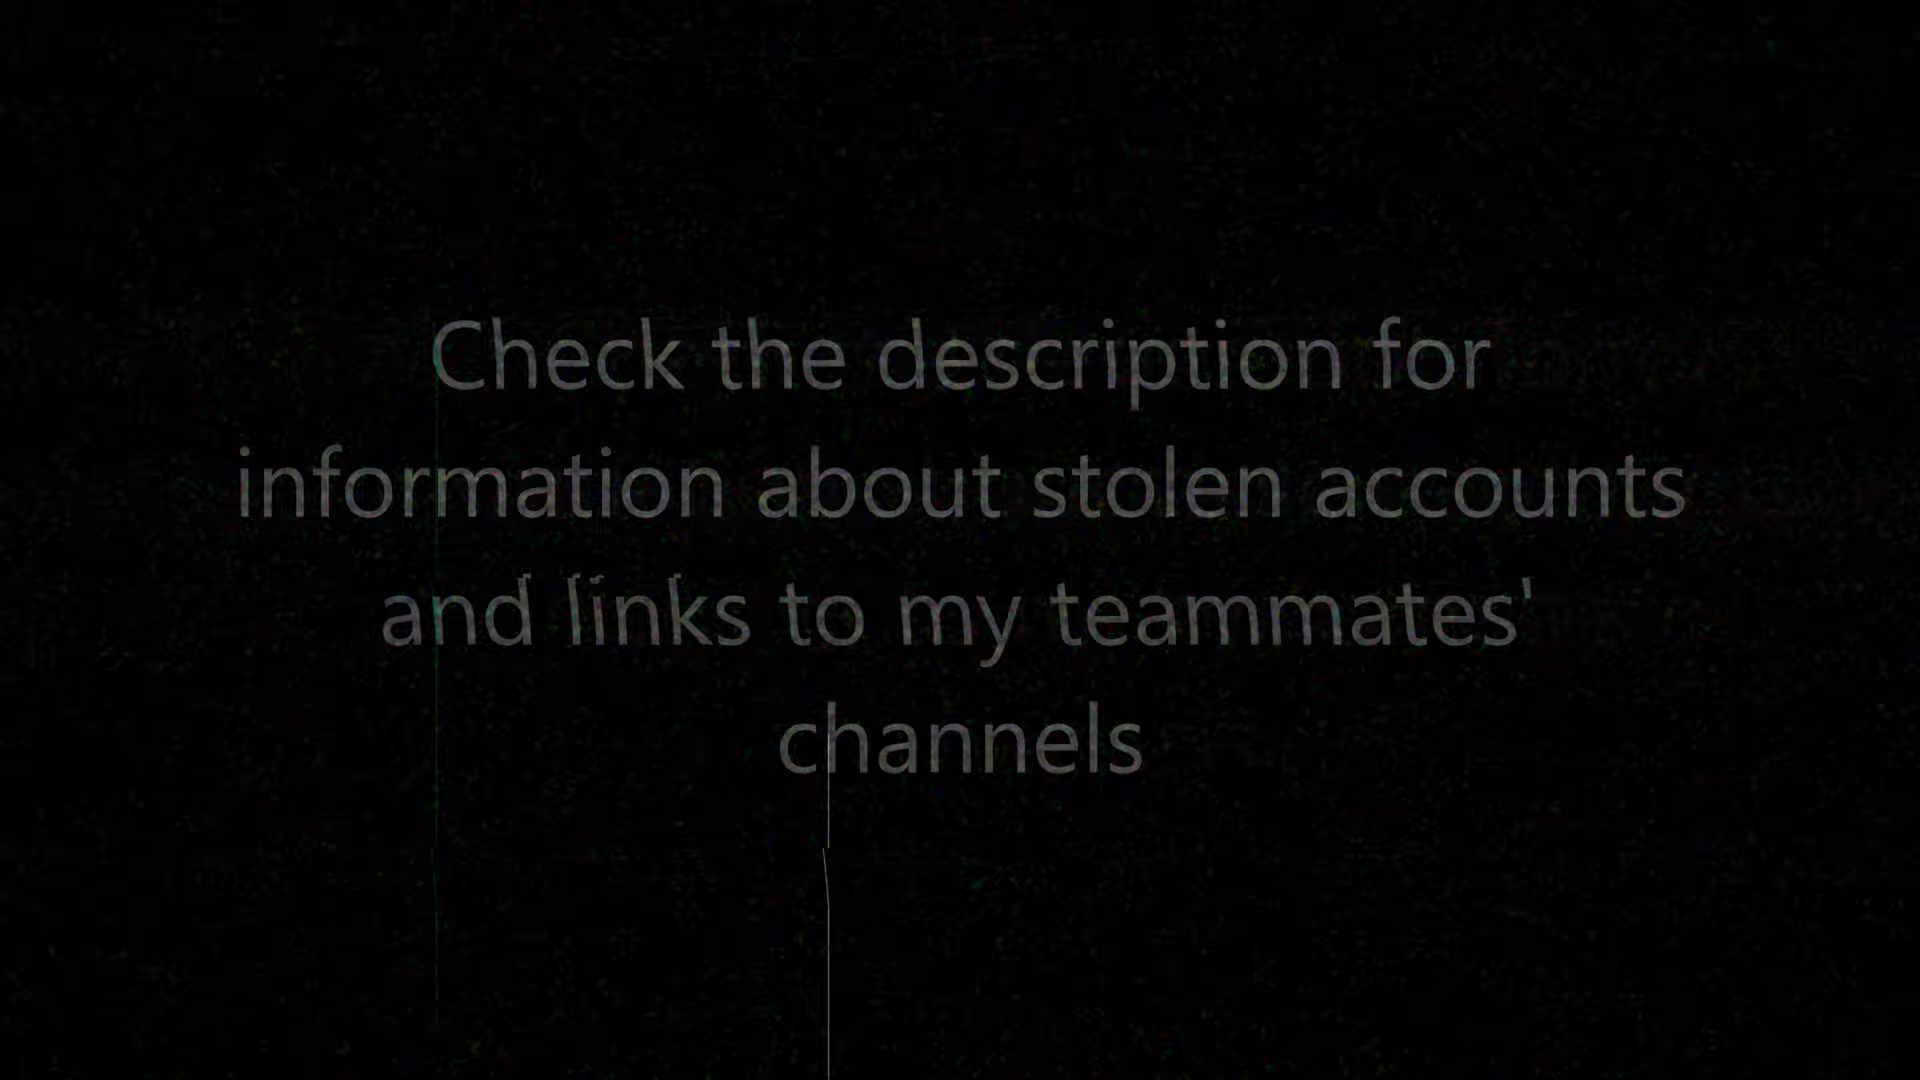 Check the description for
information about stolen accounts
and links to my teammates'
channels